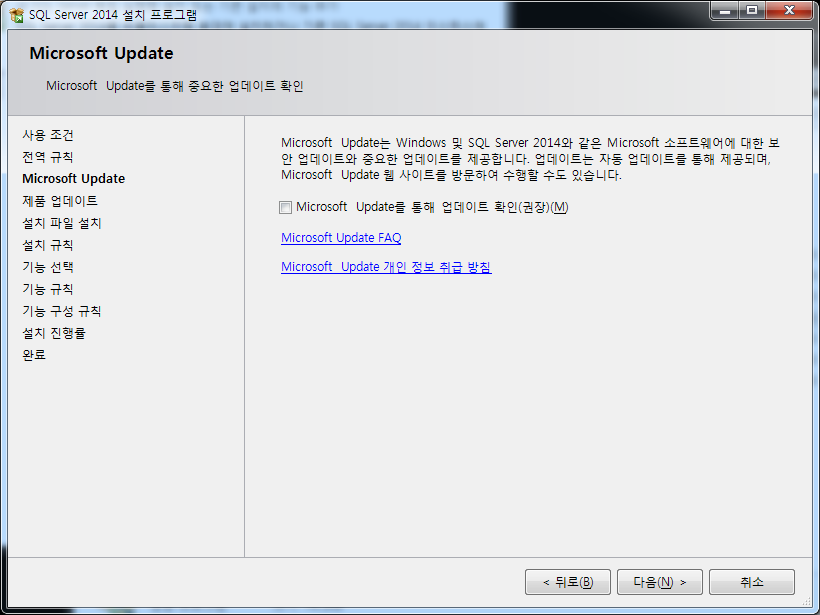 SQL Server 2014 설치 프로그램
Microsoft Update
Microsoft Update를 통해 중요한 업데이트 확인
사용 조건
전역 규칙
Microsoft Update
제품 업데이트
설치 파일 설치
설치 규칙
기능 선택
기능 규칙
기능 구성 규칙
설치 진행률
완료
Microsoft Update는 Windows 및 SQL Server 2014와 같은 Microsoft 소프트웨어에 대한 보
안 업데이트와 중요한 업데이트를 제공합니다. 업데이트는 자동 업데이트를 통해 제공되며,
Microsoft Update 웹 사이트를 방문하여 수행할 수도 있습니다.
Microsoft Update를 통해 업데이트 확인(권장)(M)
Microsoft Update FAQ
Microsoft Update 개인 정보 취급 방침
< 뒤로(B)
다음(N) >
취소